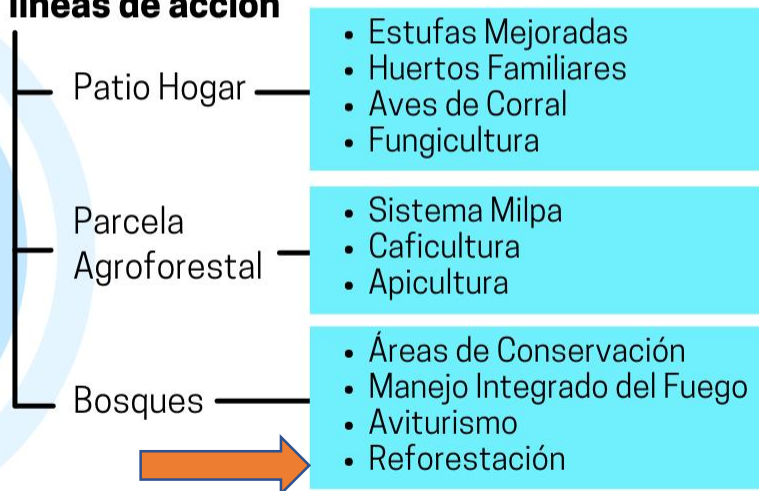 líneas de acción
Patio Hogar
• Estufas Mejoradas
• Huertos Familiares
• Aves de Corral
• Fungicultura
Parcela
Agroforestal
• Sistema Milpa
• Caficultura
• Apicultura
Bosques
• Áreas de Conservación
• Manejo Integrado del Fuego
• Aviturismo
• Reforestación